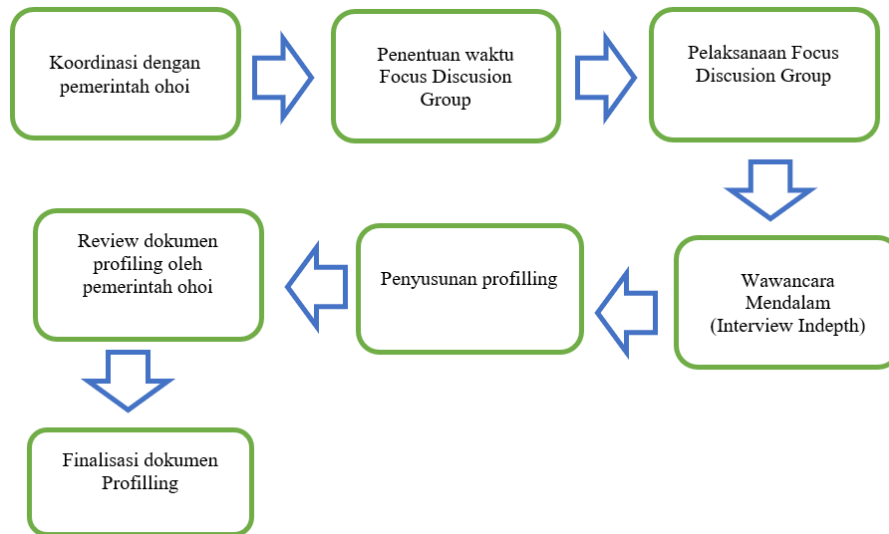 Koordinasi dengan
pemerintah ohoi
Penentuan waktu
Focus Discusion
Group
Pelaksanaan Focus
Discusion Group
Wawancara
Mendalam
(Interview Indepth)
Penyusunan profilling
Review dokumen
profiling oleh
pemerintah ohoi
Finalisasi dokumen
Profilling